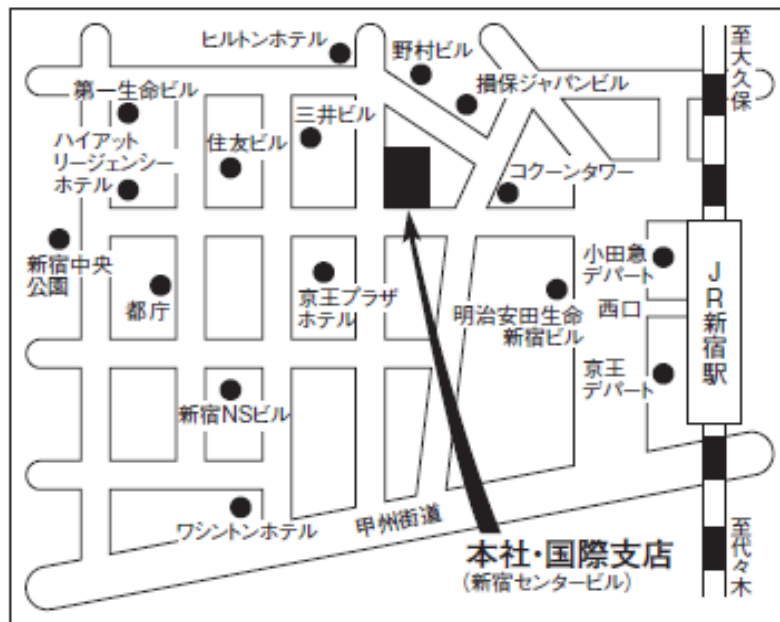 ヒルトンホテル
野村ビル
至大久保
第一生命ビル
損保ジャパンビル
三井ビル
ハイアット
リージェンシー
ホテル
住友ビル
コクーンタワー
新宿中央
公園
都庁
京王プラザ
ホテル
明治安田生命
新宿ビル
小田急
デパート
西口
JR新宿駅
京王
デパート
新宿NSビル
ワシントンホテル
甲州街道
本社・国際支店
(新宿センタービル)
至代々木